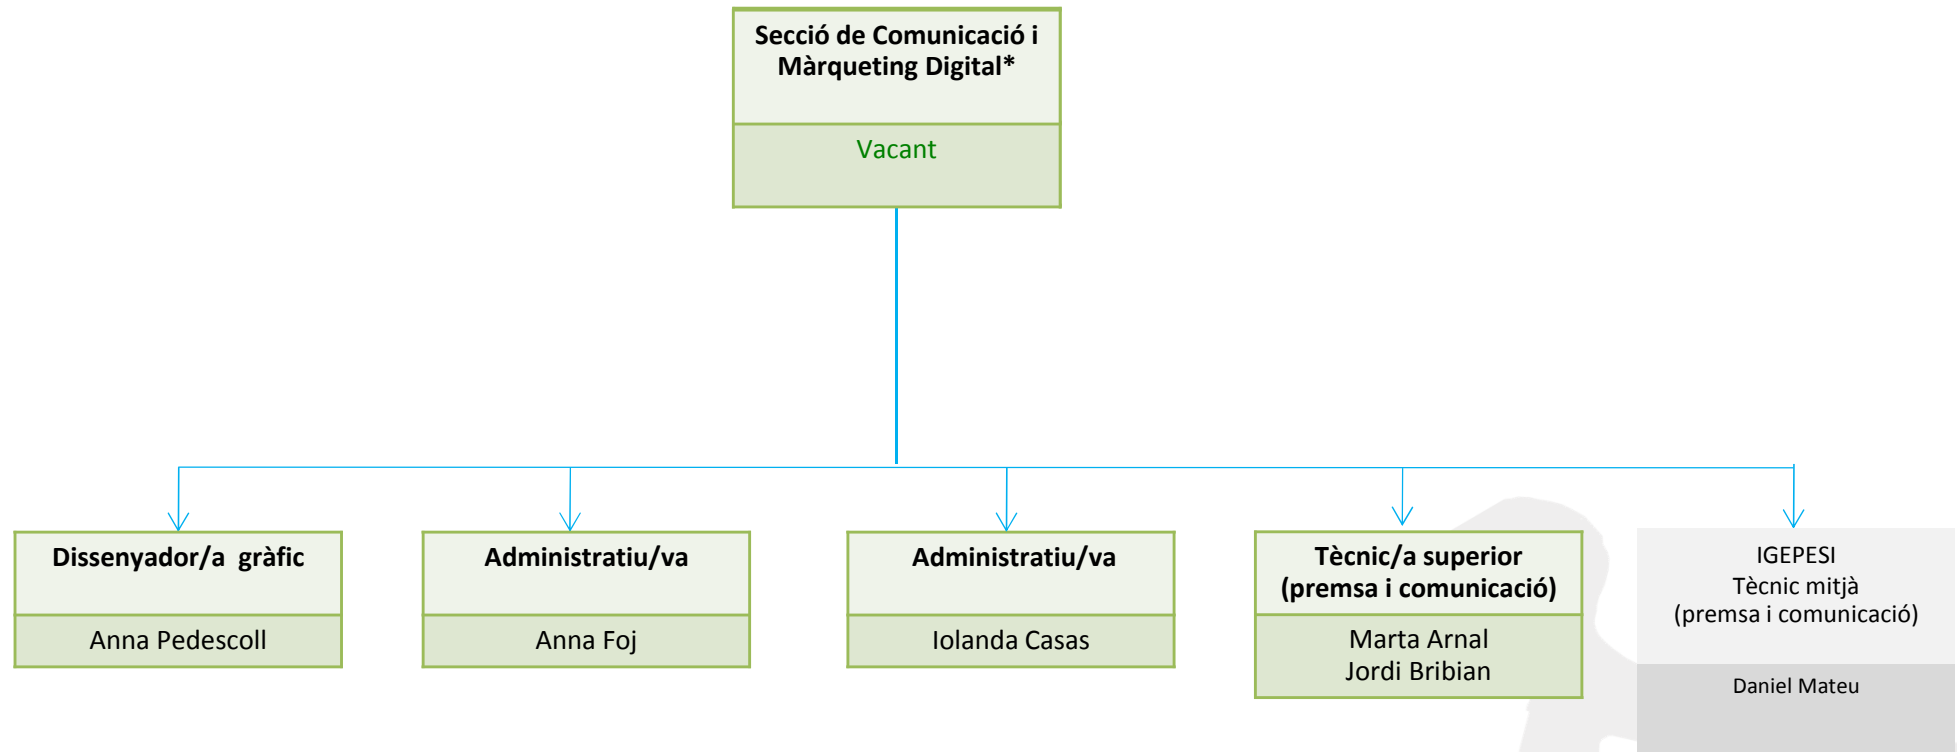 Secció de Comunicació i
Màrqueting Digital*
Vacant
Dissenyador/a gràfic
Anna Pedescoll
Administratiu/va
Anna Foj
Administratiu/va
Iolanda Casas
Tècnic/a superior
(premsa i comunicació)
Marta Arnal
Jordi Bribian
IGEPESI
Tècnic mitjà
(premsa i comunicació)
Daniel Mateu